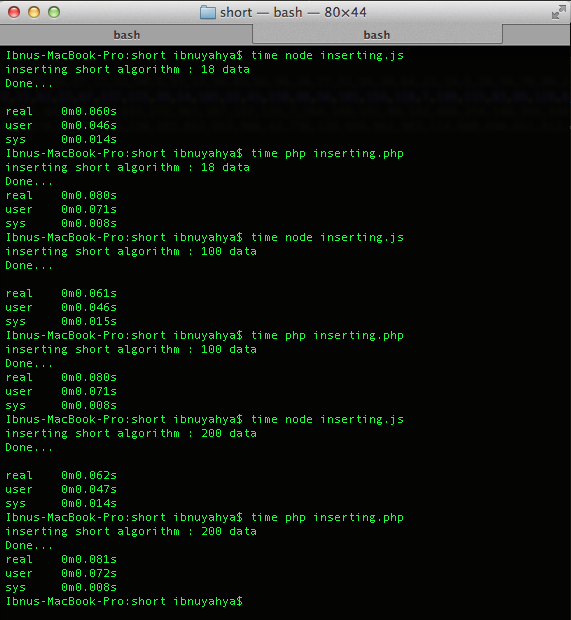 short — bash — 80×44
bash bash
Ibnus-MacBook-Pro:short ibnuyahya$ time node inserting.js
inserting short algorithm : 18 data
Done...
real 0m0.060s
user 0m0.046s
sys 0m0.014s
Ibnus-MacBook-Pro:short ibnuyahya$ time php inserting.php
inserting short algorithm : 18 data
Done...
real 0m0.080s
user 0m0.071s
sys 0m0.008s
Ibnus-MacBook-Pro:short ibnuyahya$ time node inserting.js
inserting short algorithm : 100 data
Done...
real 0m0.061s
user 0m0.046s
sys 0m0.015s
Ibnus-MacBook-Pro:short ibnuyahya$ time php inserting.php
inserting short algorithm : 100 data
Done...
real 0m0.080s
user 0m0.071s
sys 0m0.008s
Ibnus-MacBook-Pro:short ibnuyahya$ time node inserting.js
inserting short algorithm : 200 data
Done...
real 0m0.062s
user 0m0.047s
sys 0m0.014s
Ibnus-MacBook-Pro:short ibnuyahya$ time php inserting.php
inserting short algorithm : 200 data
Done...
real 0m0.081s
user 0m0.072s
sys 0m0.008s
Ibnus-MacBook-Pro:short ibnuyahya$